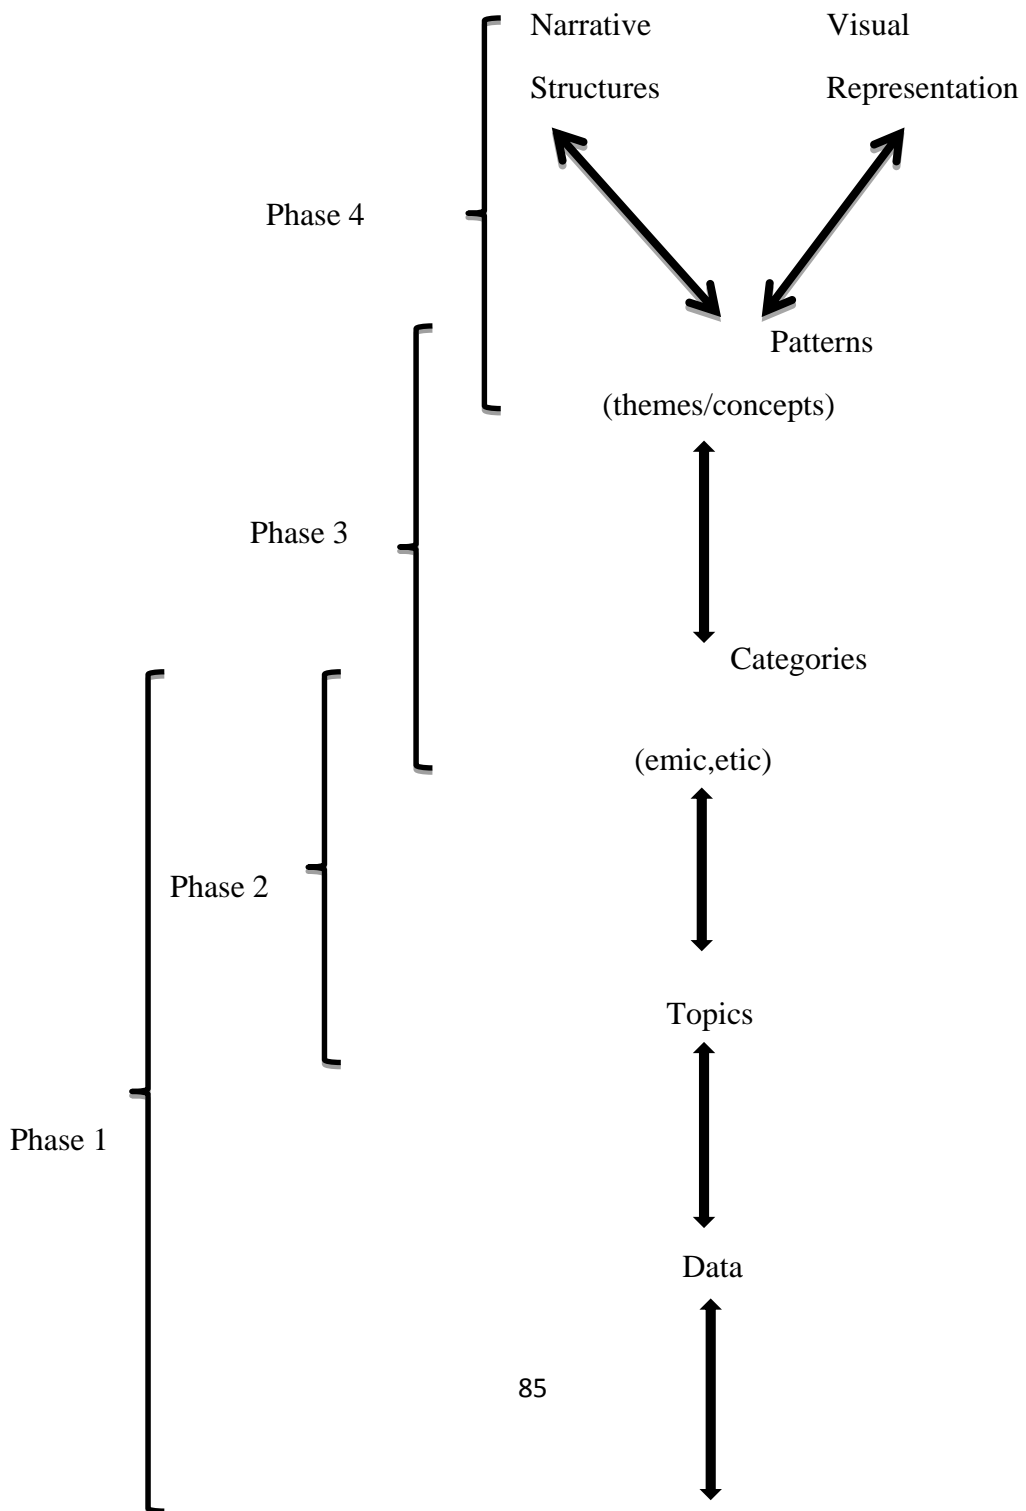 Narrative Visual
Structures Representation
Phase 4
Patterns
(themes/concepts)
Phase 3
Categories
(emic,etic)
Phase 2
Topics
Phase 1
Data
85